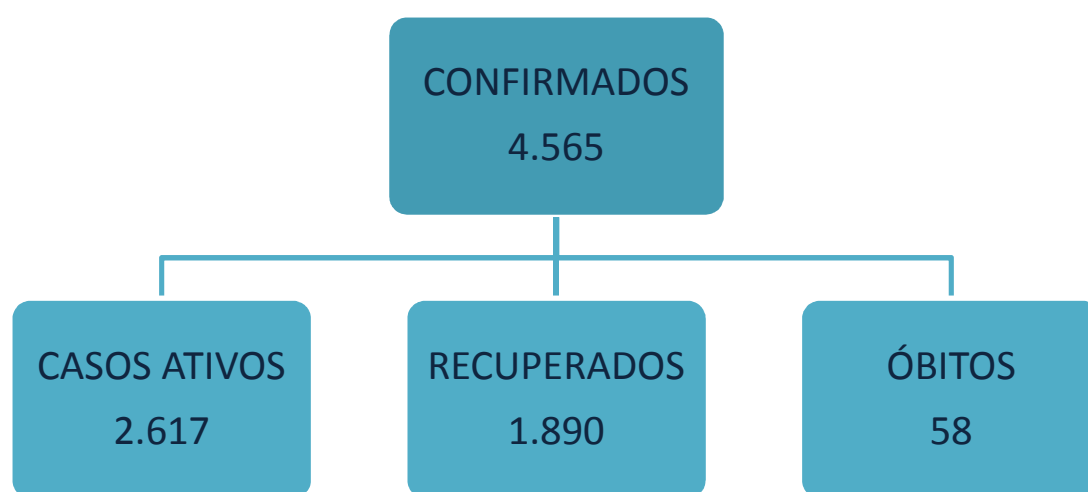 CONFIRMADOS
4.565
CASOS ATIVOS
2.617
RECUPERADOS
1.890
ÓBITOS
58